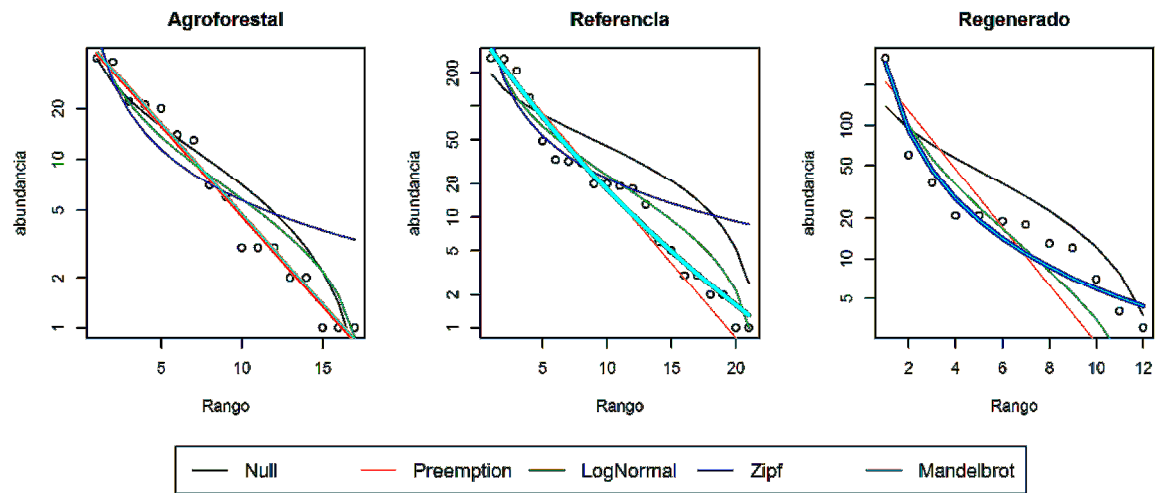 Agroforestal
Referencia
Regenerado
abundancia
20
10
5
2
1
5
10
15
Rango
abundancia
200
50
20
10
5
2
1
5
10
15
20
Rango
abundancia
100
50
20
10
5
2
4
6
8
10
12
Rango
Null
Preemption
LogNormal
Zipf
Mandelbrot